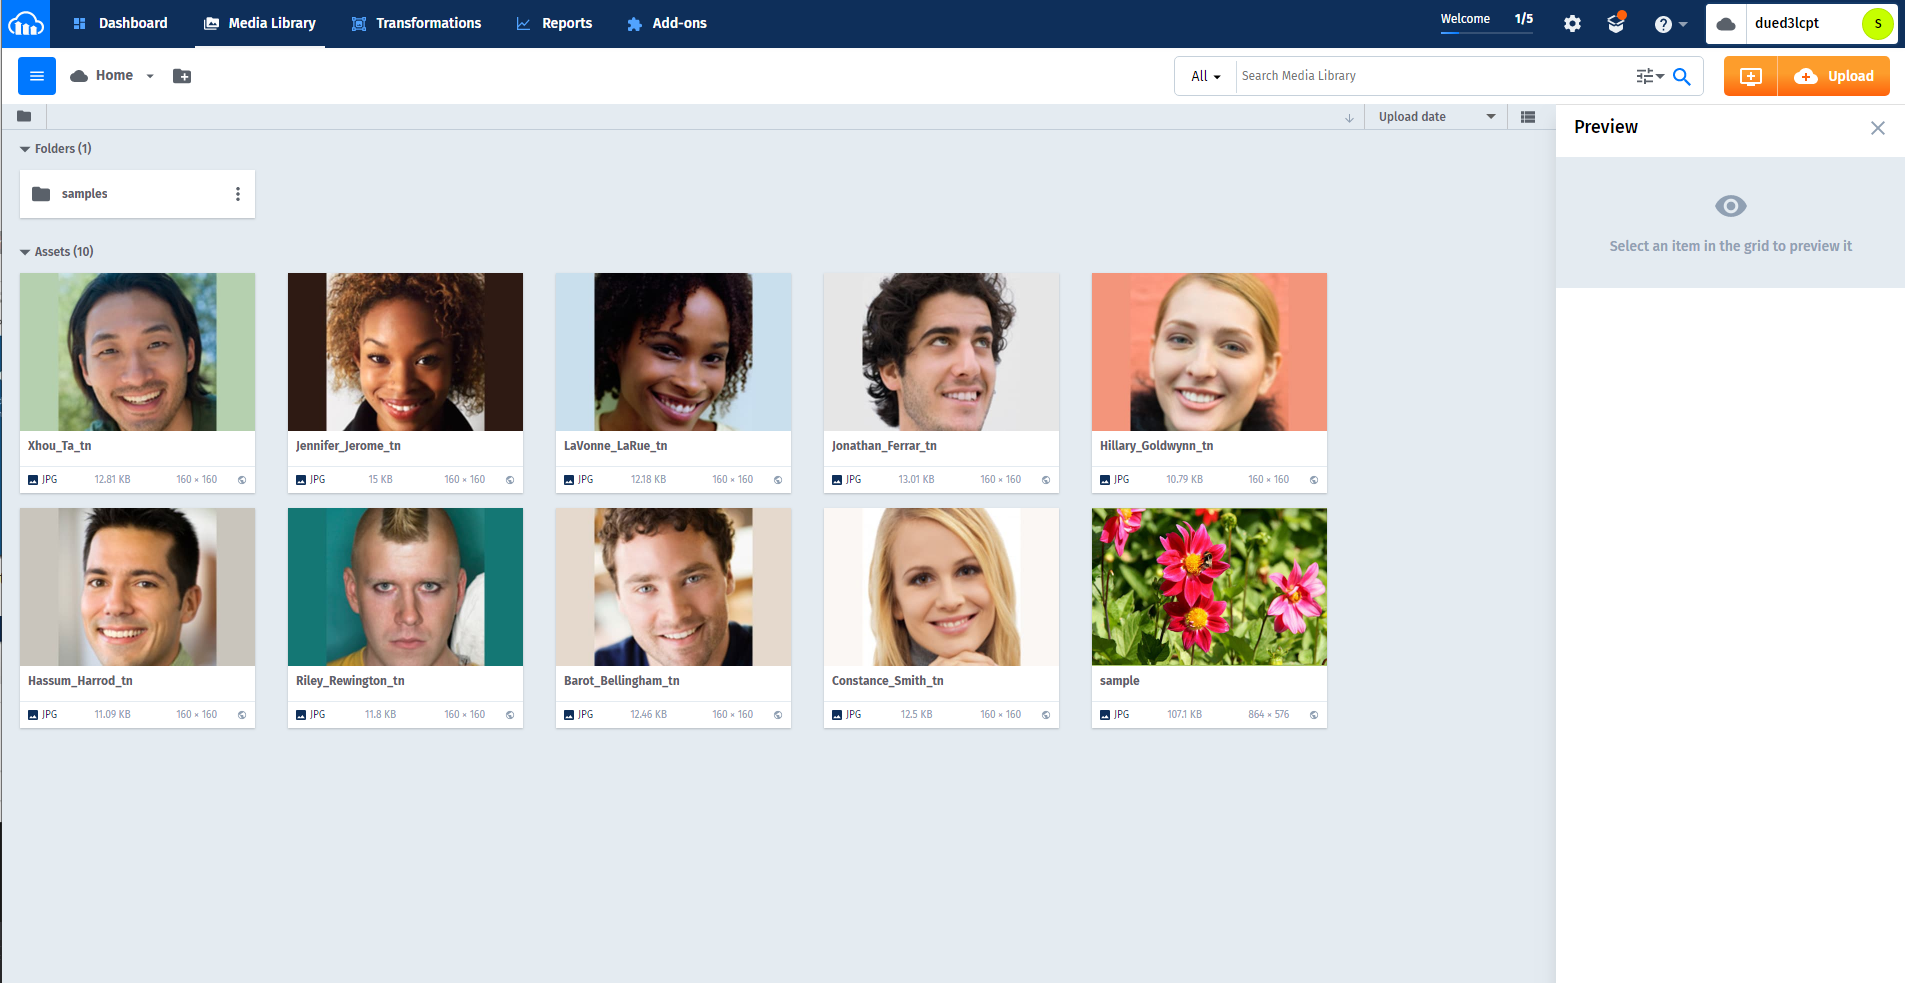 Dashboard
Media Library
Transformations
Reports
Add-ons
Welcome 1/5
dued3lcpt
S
Home
All
Search Media Library
Upload
Upload date
Preview
Folders (1)
samples
Select an item in the grid to preview it
Assets (10)
Xhou_Ta_tn
JPG 12.81 KB 160 × 160
Jennifer_Jerome_tn
JPG 15 KB 160 × 160
LaVonne_LaRue_tn
JPG 12.18 KB 160 × 160
Jonathan_Ferrar_tn
JPG 13.01 KB 160 × 160
Hillary_Goldwynn_tn
JPG 10.79 KB 160 × 160
Hassum_Harrod_tn
JPG 11.09 KB 160 × 160
Riley_Rewington_tn
JPG 11.8 KB 160 × 160
Barot_Bellingham_tn
JPG 12.46 KB 160 × 160
Constance_Smith_tn
JPG 12.5 KB 160 × 160
sample
JPG 107.1 KB 864 × 576